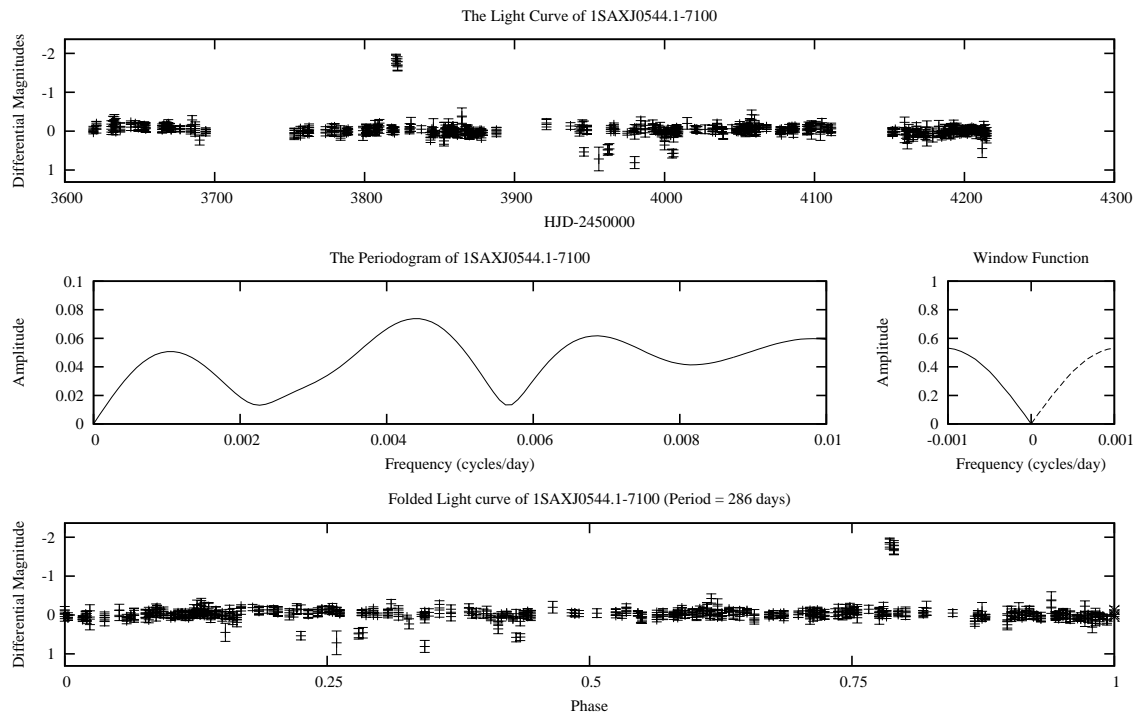 The Light Curve of 1SAXJ0544.1-7100
Differential Magnitudes
-2
-1
0
1
3600 3700 3800 3900 4000 4100 4200 4300
HJD-2450000
The Periodogram of 1SAXJ0544.1-7100
Amplitude
0.1
0.08
0.06
0.04
0.02
0
0 0.002 0.004 0.006 0.008 0.01
Frequency (cycles/day)
Window Function
Amplitude
1
0.8
0.6
0.4
0.2
0
-0.001 0 0.001
Frequency (cycles/day)
Folded Light curve of 1SAXJ0544.1-7100 (Period = 286 days)
Differential Magnitude
-2
-1
0
1
0 0.25 0.5 0.75 1
Phase